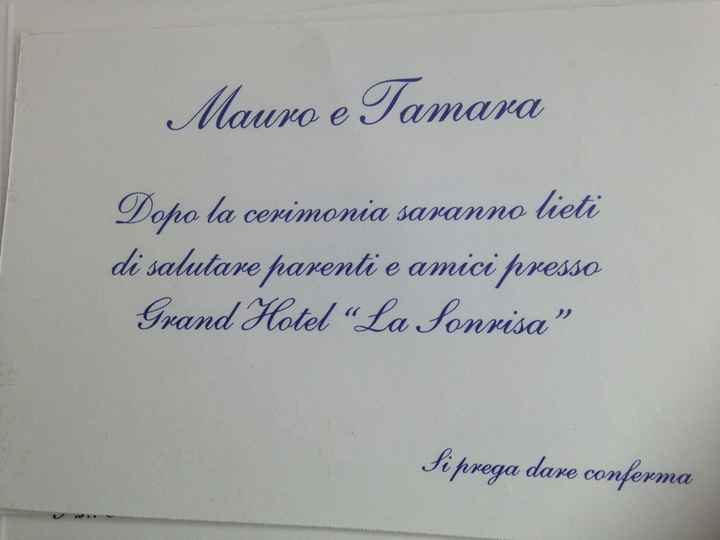 Mauro e Tamara
Dopo la cerimonia saranno lieti
di salutare parenti e amici presso
Grand Hotel “La Sonrisa”
Si prega dare conferma